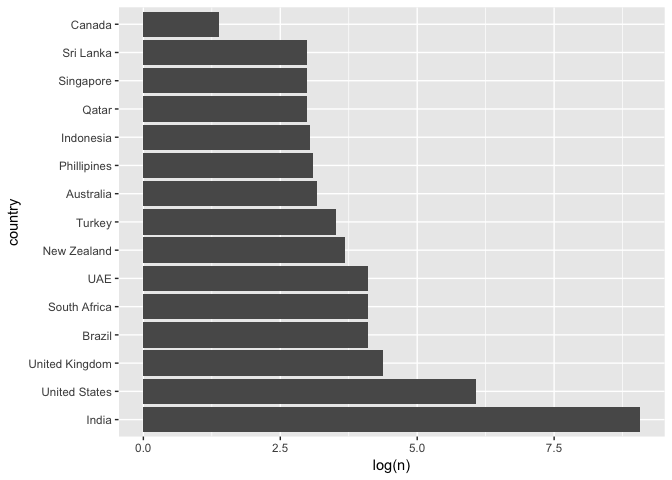 Canada
Sri Lanka
Singapore
Qatar
Indonesia
Phillipines
Australia
Turkey
New Zealand
UAE
South Africa
Brazil
United Kingdom
United States
India
country
0.0 2.5 5.0 7.5
log(n)